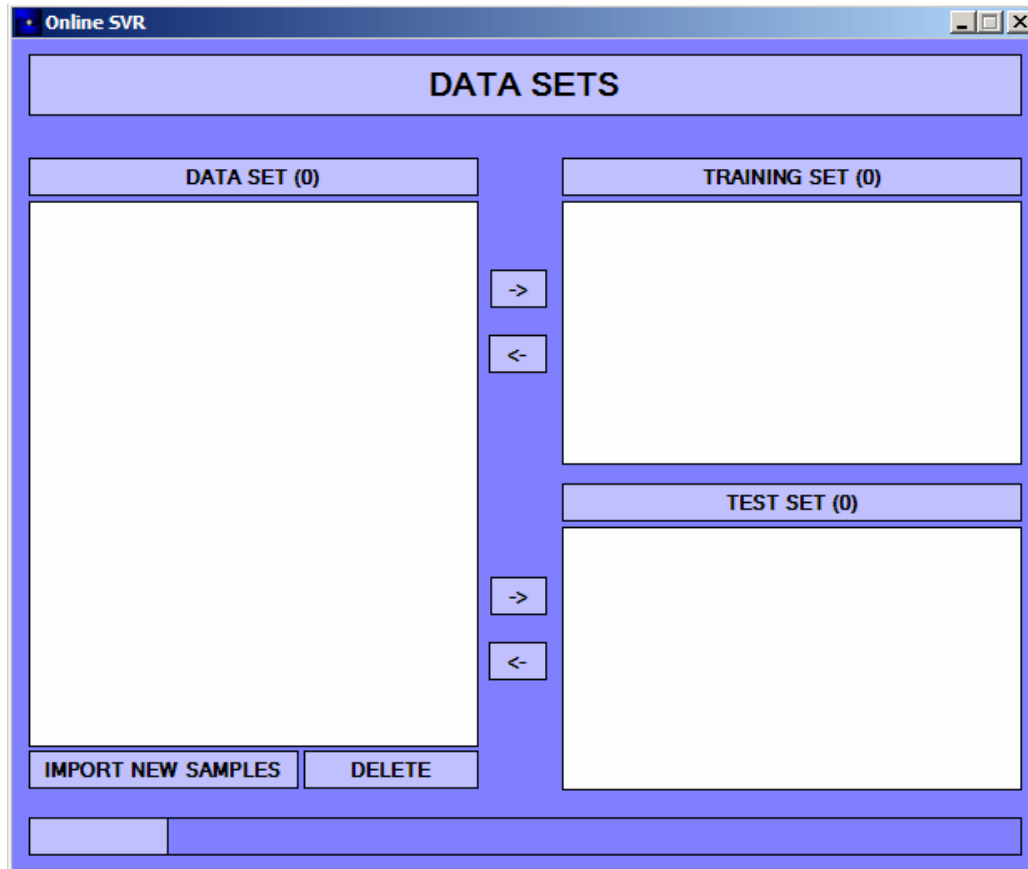 Online SVR
DATA SETS
DATA SET (0)
TRAINING SET (0)
->
<-
TEST SET (0)
->
<-
IMPORT NEW SAMPLES
DELETE